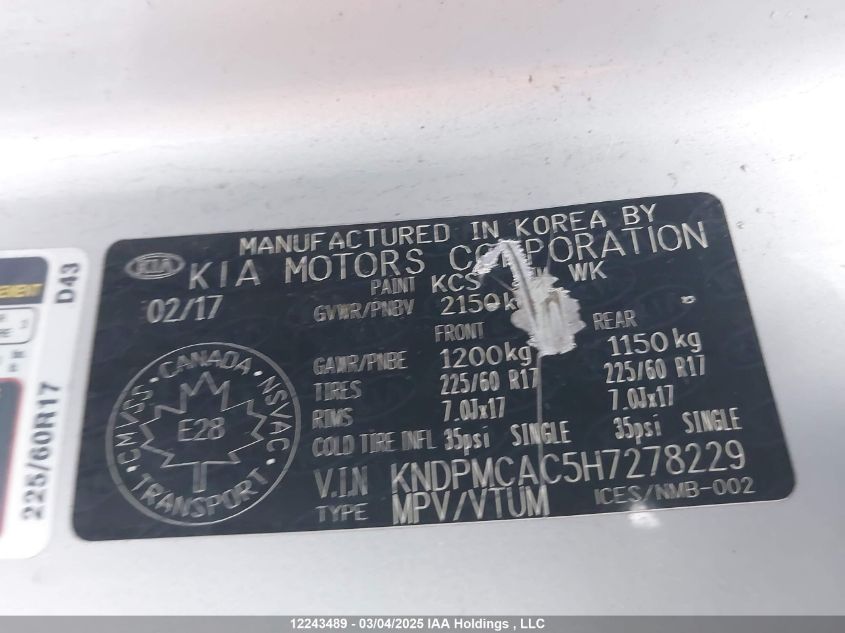 MANUFACTURED IN KOREA BY
KIA KIA MOTORS CORPORATION
02/17 PAINT KCS WK
GVWR/PNBV 2150k
FRONT REAR
GAWR/PNBE 1200kg 1150kg
TIRES 225/60 R17 225/60 R17
RIMS 7.0Jx17 7.0Jx17
COLD TIRE INFL 35psi SINGLE 35psi SINGLE
V.I.N KNDPMCAC5H7278229
TYPE MPV/VTUM ICES/NMB-002
CANADA
CMVSS · NSVAC
E28
TRANSPORT
D43
225/60R17
12243489 - 03/04/2025 IAA Holdings , LLC